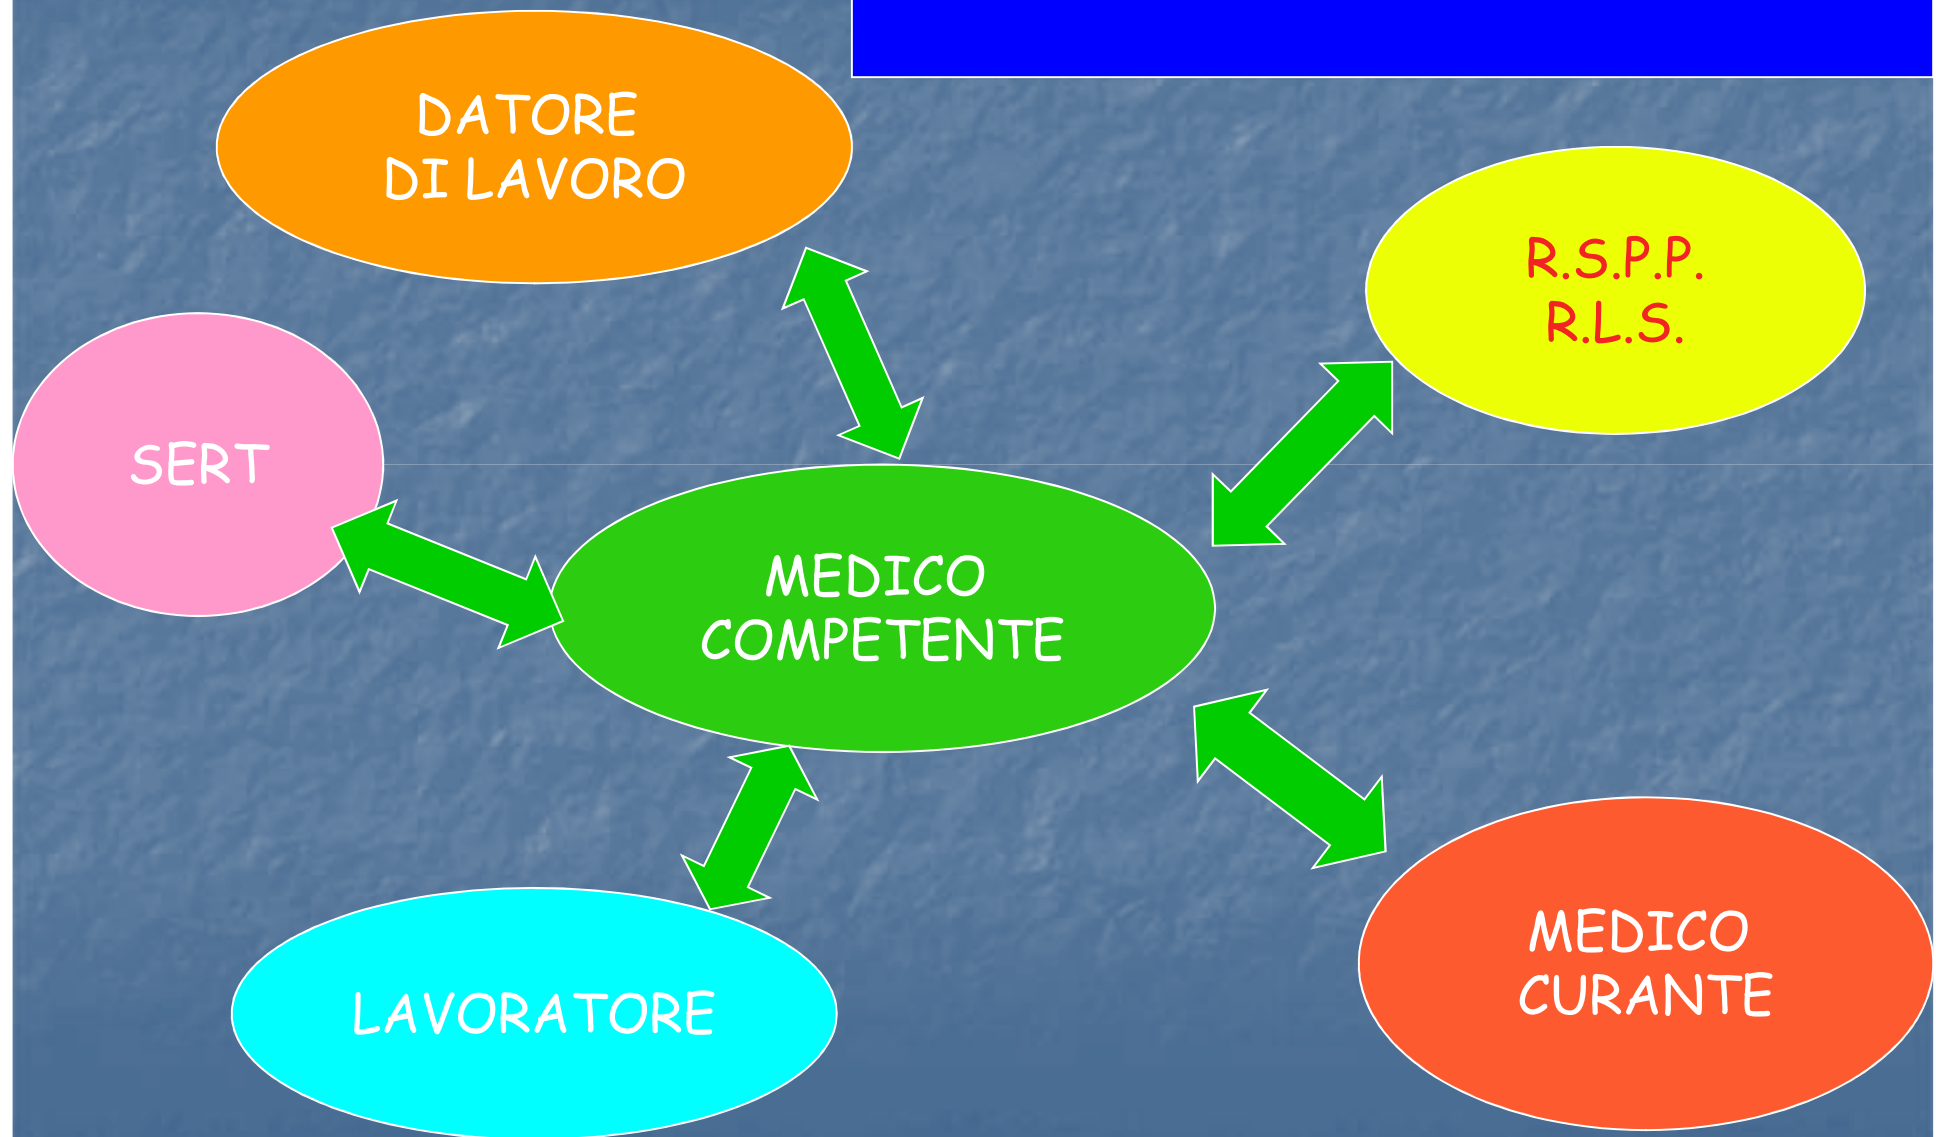 DATORE
DI LAVORO
R.S.P.P.
R.L.S.
SERT
MEDICO
COMPETENTE
LAVORATORE
MEDICO
CURANTE